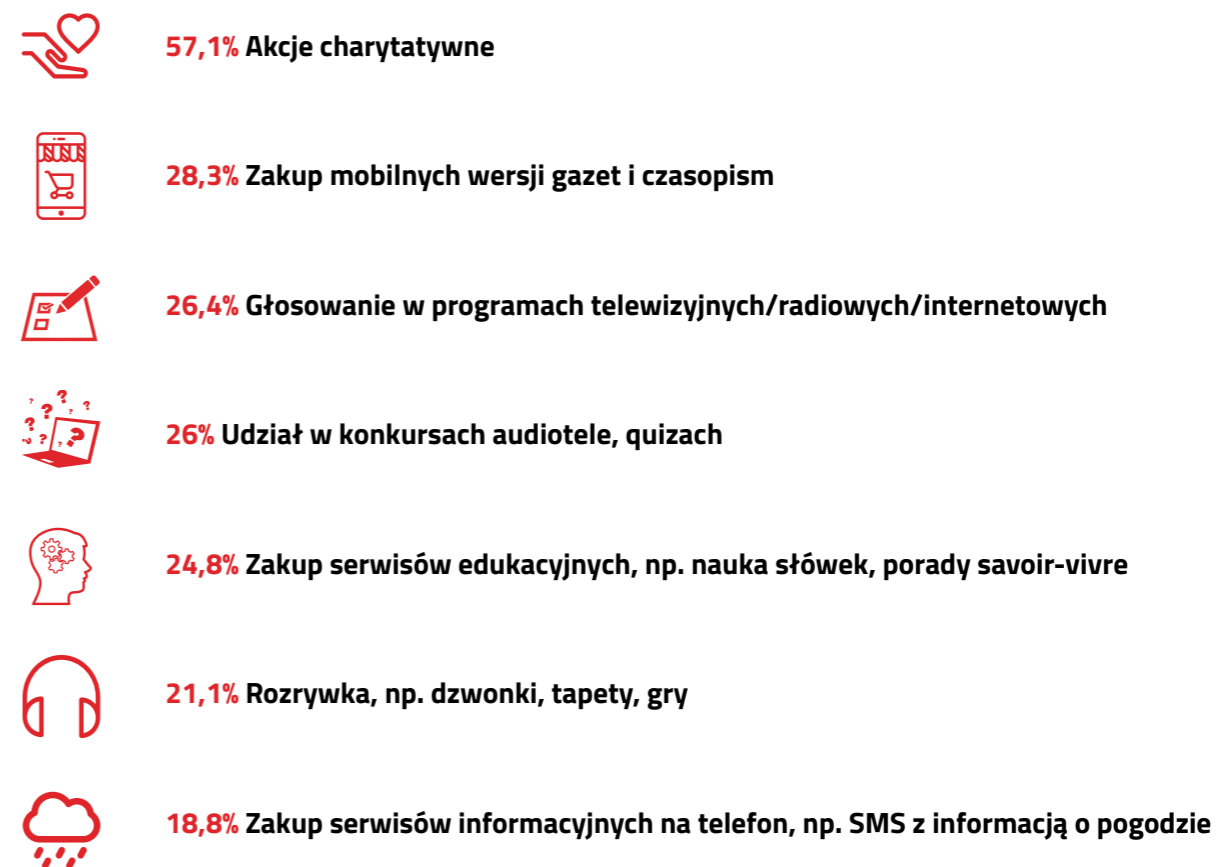 57,1% Akcje charytatywne
28,3% Zakup mobilnych wersji gazet i czasopism
26,4% Głosowanie w programach telewizyjnych/radiowych/internetowych
26% Udział w konkursach audiotele, quizach
24,8% Zakup serwisów edukacyjnych, np. nauka słówek, porady savoir-vivre
21,1% Rozrywka, np. dzwonki, tapety, gry
18,8% Zakup serwisów informacyjnych na telefon, np. SMS z informacją o pogodzie